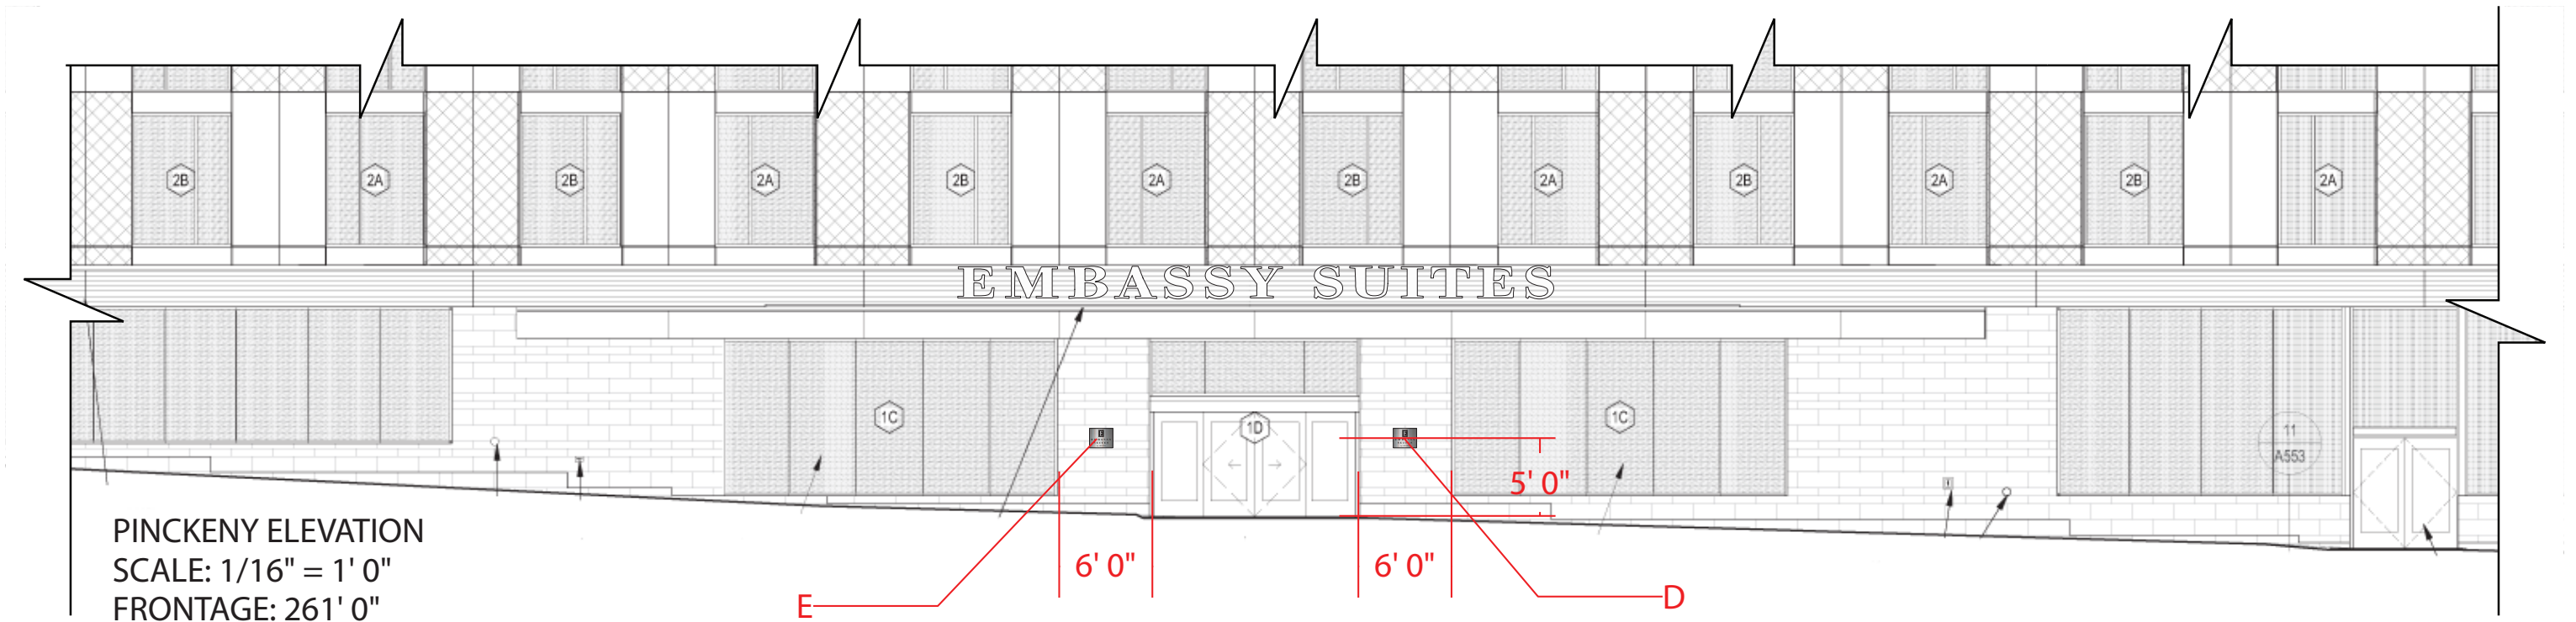 2B 2A 2B 2A 2B 2A 2B 2A 2B 2A 2B 2A
EMBASSY SUITES
1C 1D 1C
11
A553
E E
5' 0"
PINCKENY ELEVATION
SCALE: 1/16" = 1' 0"
FRONTAGE: 261' 0"
6' 0" 6' 0"
E D